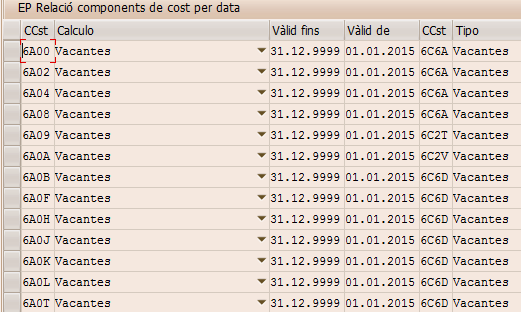 EP Relació components de cost per data
CCst Calculo Vàlid fins Vàlid de CCst Tipo
6A00 Vacantes 31.12.9999 01.01.2015 6C6A Vacantes
6A02 Vacantes 31.12.9999 01.01.2015 6C6A Vacantes
6A04 Vacantes 31.12.9999 01.01.2015 6C6A Vacantes
6A08 Vacantes 31.12.9999 01.01.2015 6C6A Vacantes
6A09 Vacantes 31.12.9999 01.01.2015 6C2T Vacantes
6A0A Vacantes 31.12.9999 01.01.2015 6C2V Vacantes
6A0B Vacantes 31.12.9999 01.01.2015 6C6D Vacantes
6A0F Vacantes 31.12.9999 01.01.2015 6C6D Vacantes
6A0H Vacantes 31.12.9999 01.01.2015 6C6D Vacantes
6A0J Vacantes 31.12.9999 01.01.2015 6C6D Vacantes
6A0K Vacantes 31.12.9999 01.01.2015 6C6D Vacantes
6A0L Vacantes 31.12.9999 01.01.2015 6C6D Vacantes
6A0T Vacantes 31.12.9999 01.01.2015 6C6D Vacantes